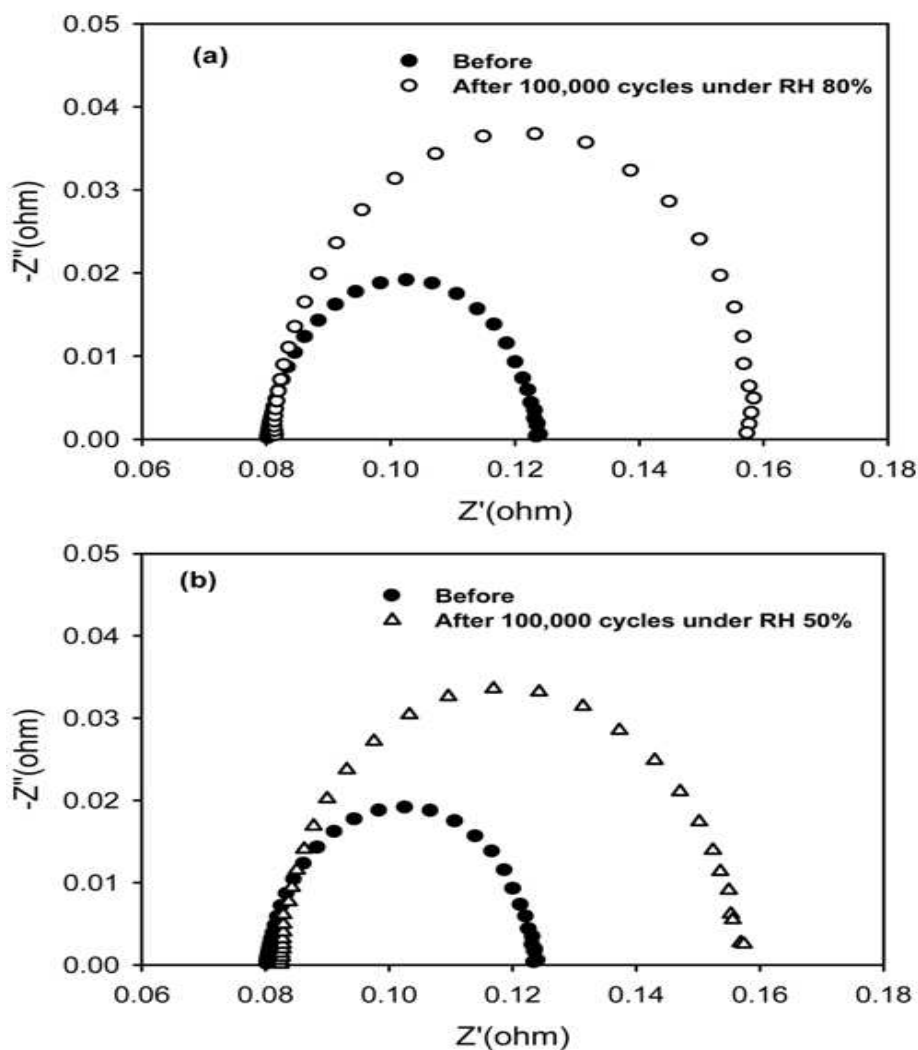 0.05
(a)
Before
After 100,000 cycles under RH 80%
0.04
0.03
-Z"(ohm)
0.02
0.01
0.00
0.06 0.08 0.10 0.12 0.14 0.16 0.18
Z'(ohm)
0.05
(b)
Before
After 100,000 cycles under RH 50%
0.04
0.03
-Z"(ohm)
0.02
0.01
0.00
0.06 0.08 0.10 0.12 0.14 0.16 0.18
Z'(ohm)